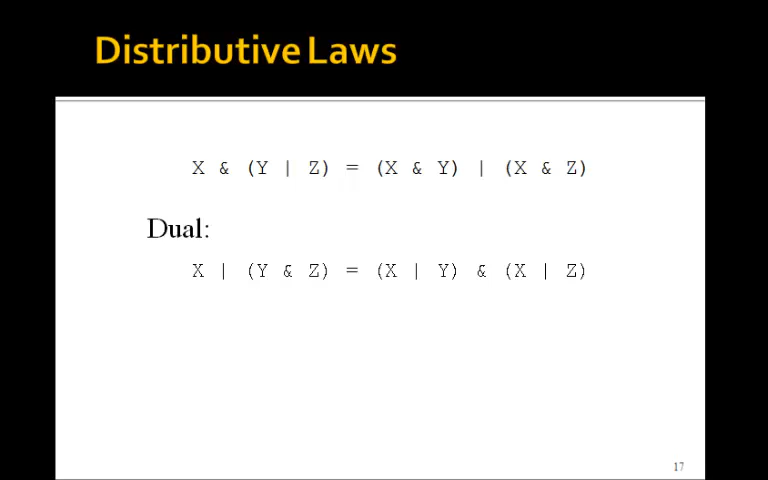 Distributive Laws
X & (Y | Z) = (X & Y) | (X & Z)
Dual:
X | (Y & Z) = (X | Y) & (X | Z)
17